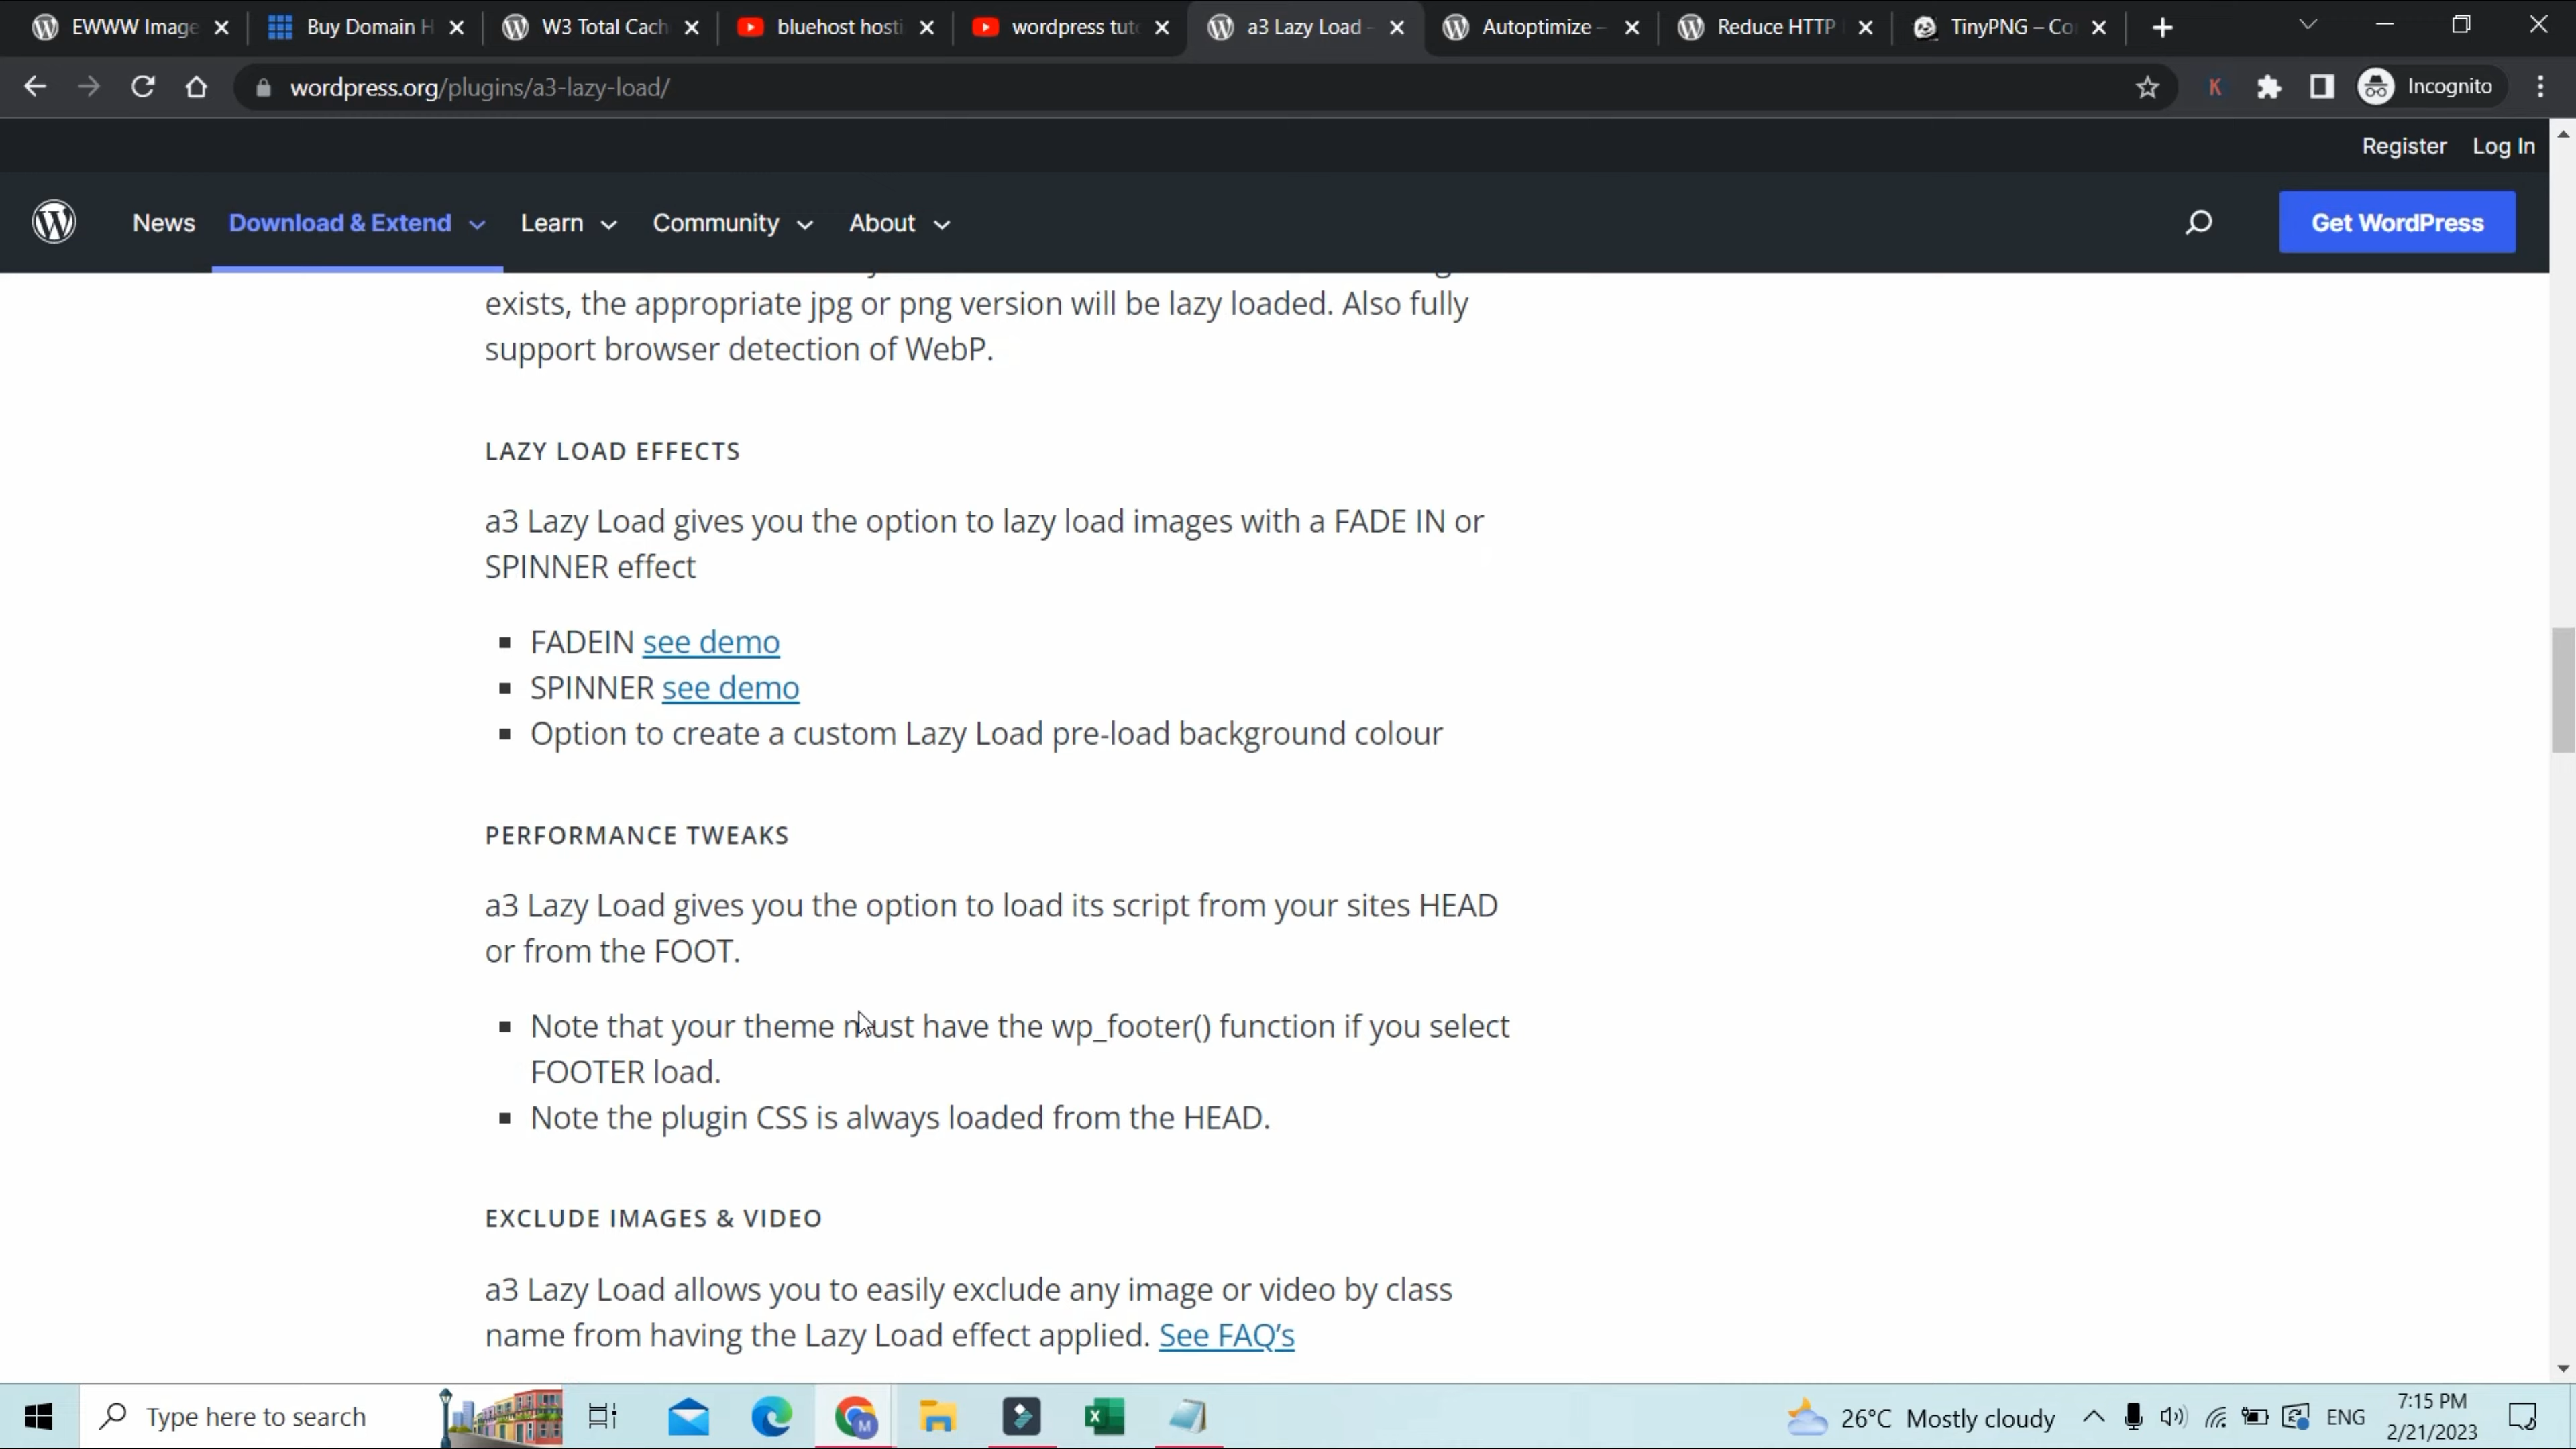 EWWW Image
Buy Domain H
W3 Total Cach
bluehost hosti
wordpress tuto
a3 Lazy Load -
Autoptimize –
Reduce HTTP
TinyPNG – Co
wordpress.org/plugins/a3-lazy-load/
K
Incognito
Register Log In
News Download & Extend Learn Community About Get WordPress
exists, the appropriate jpg or png version will be lazy loaded. Also fully
support browser detection of WebP.
LAZY LOAD EFFECTS
a3 Lazy Load gives you the option to lazy load images with a FADE IN or
SPINNER effect
FADEIN see demo
SPINNER see demo
Option to create a custom Lazy Load pre-load background colour
PERFORMANCE TWEAKS
a3 Lazy Load gives you the option to load its script from your sites HEAD
or from the FOOT.
Note that your theme must have the wp_footer() function if you select
FOOTER load.
Note the plugin CSS is always loaded from the HEAD.
EXCLUDE IMAGES & VIDEO
a3 Lazy Load allows you to easily exclude any image or video by class
name from having the Lazy Load effect applied. See FAQ’s
Type here to search
M
26°C Mostly cloudy
ENG
7:15 PM
2/21/2023